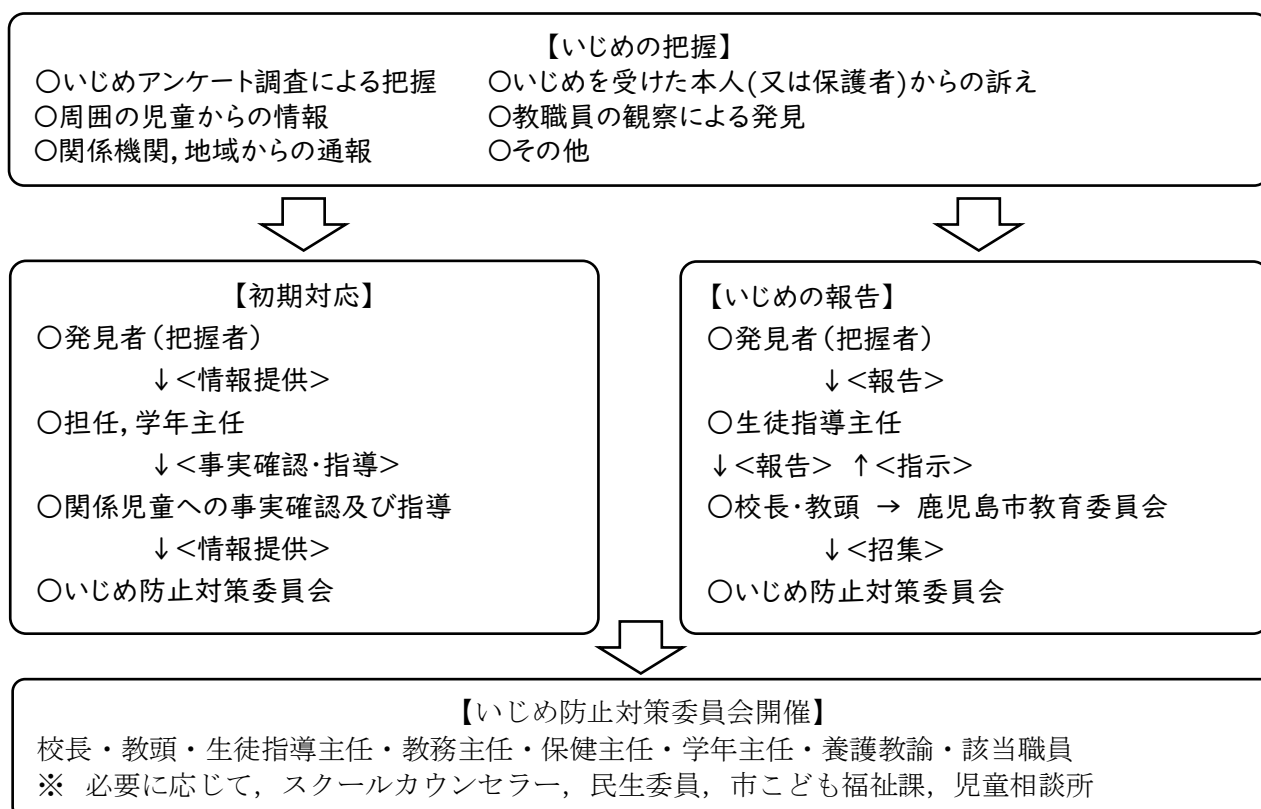 【いじめの把握】
○いじめアンケート調査による把握　○いじめを受けた本人(又は保護者)からの訴え
○周囲の児童からの情報　○教職員の観察による発見
○関係機関,地域からの通報　○その他
【初期対応】
○発見者(把握者)
↓<情報提供>
○担任,学年主任
↓<事実確認・指導>
○関係児童への事実確認及び指導
↓<情報提供>
○いじめ防止対策委員会
【いじめの報告】
○発見者(把握者)
↓<報告>
○生徒指導主任
↓<報告> ↑<指示>
○校長・教頭 → 鹿児島市教育委員会
↓<招集>
○いじめ防止対策委員会
【いじめ防止対策委員会開催】
校長・教頭・生徒指導主任・教務主任・保健主任・学年主任・養護教諭・該当職員
※ 必要に応じて,スクールカウンセラー,民生委員,市こども福祉課,児童相談所